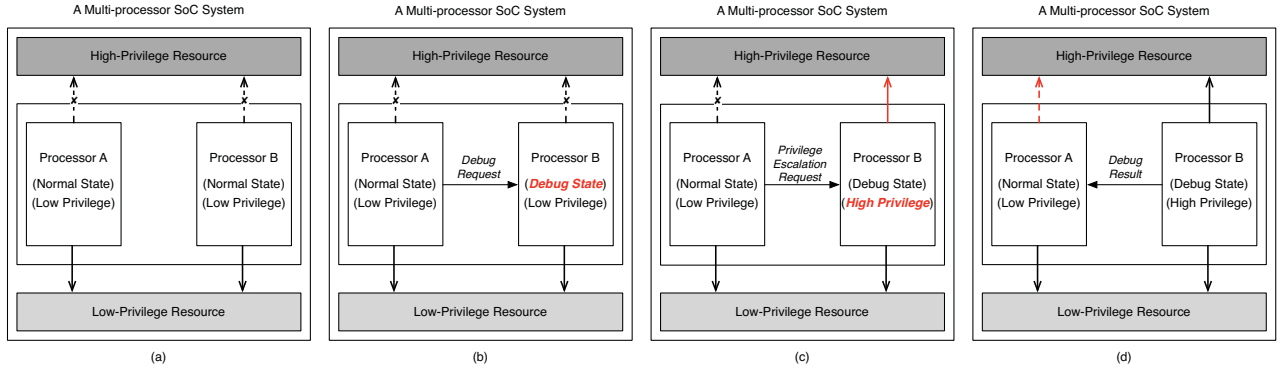 A Multi-processor SoC System
High-Privilege Resource
x
x
Processor A
(Normal State)
(Low Privilege)
Processor B
(Normal State)
(Low Privilege)
Low-Privilege Resource
(a)
A Multi-processor SoC System
High-Privilege Resource
x
x
Processor A
(Normal State)
(Low Privilege)
Debug
Request
Processor B
(Debug State)
(Low Privilege)
Low-Privilege Resource
(b)
A Multi-processor SoC System
High-Privilege Resource
x
Processor A
(Normal State)
(Low Privilege)
Privilege
Escalation
Request
Processor B
(Debug State)
(High Privilege)
Low-Privilege Resource
(c)
A Multi-processor SoC System
High-Privilege Resource
Processor A
(Normal State)
(Low Privilege)
Debug
Result
Processor B
(Debug State)
(High Privilege)
Low-Privilege Resource
(d)